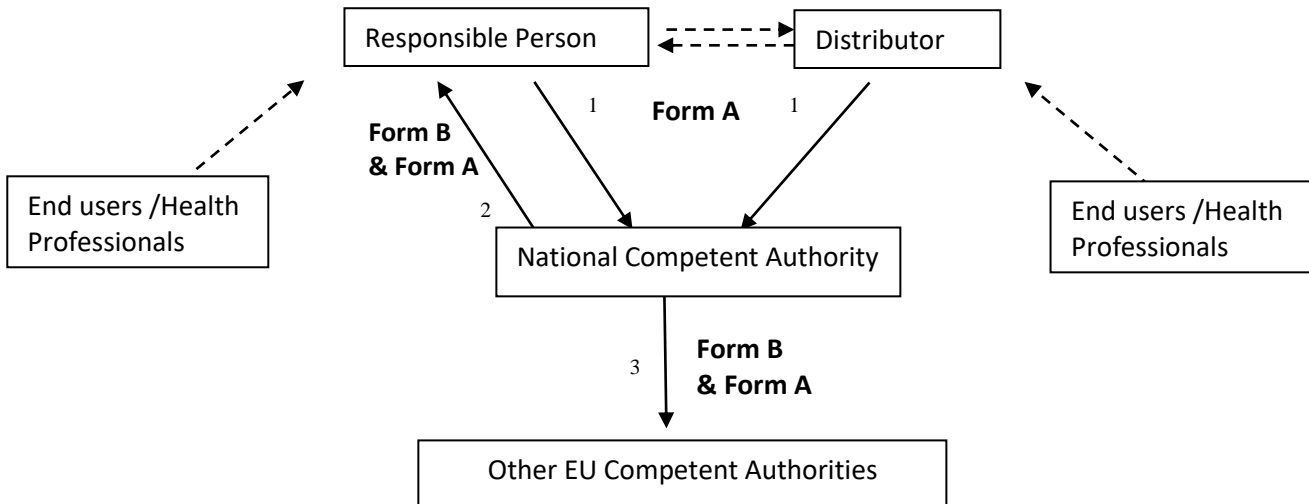 Responsible Person
Distributor
1
Form A
1
Form B
& Form A
End users /Health
Professionals
2
End users /Health
Professionals
National Competent Authority
3
Form B
& Form A
Other EU Competent Authorities